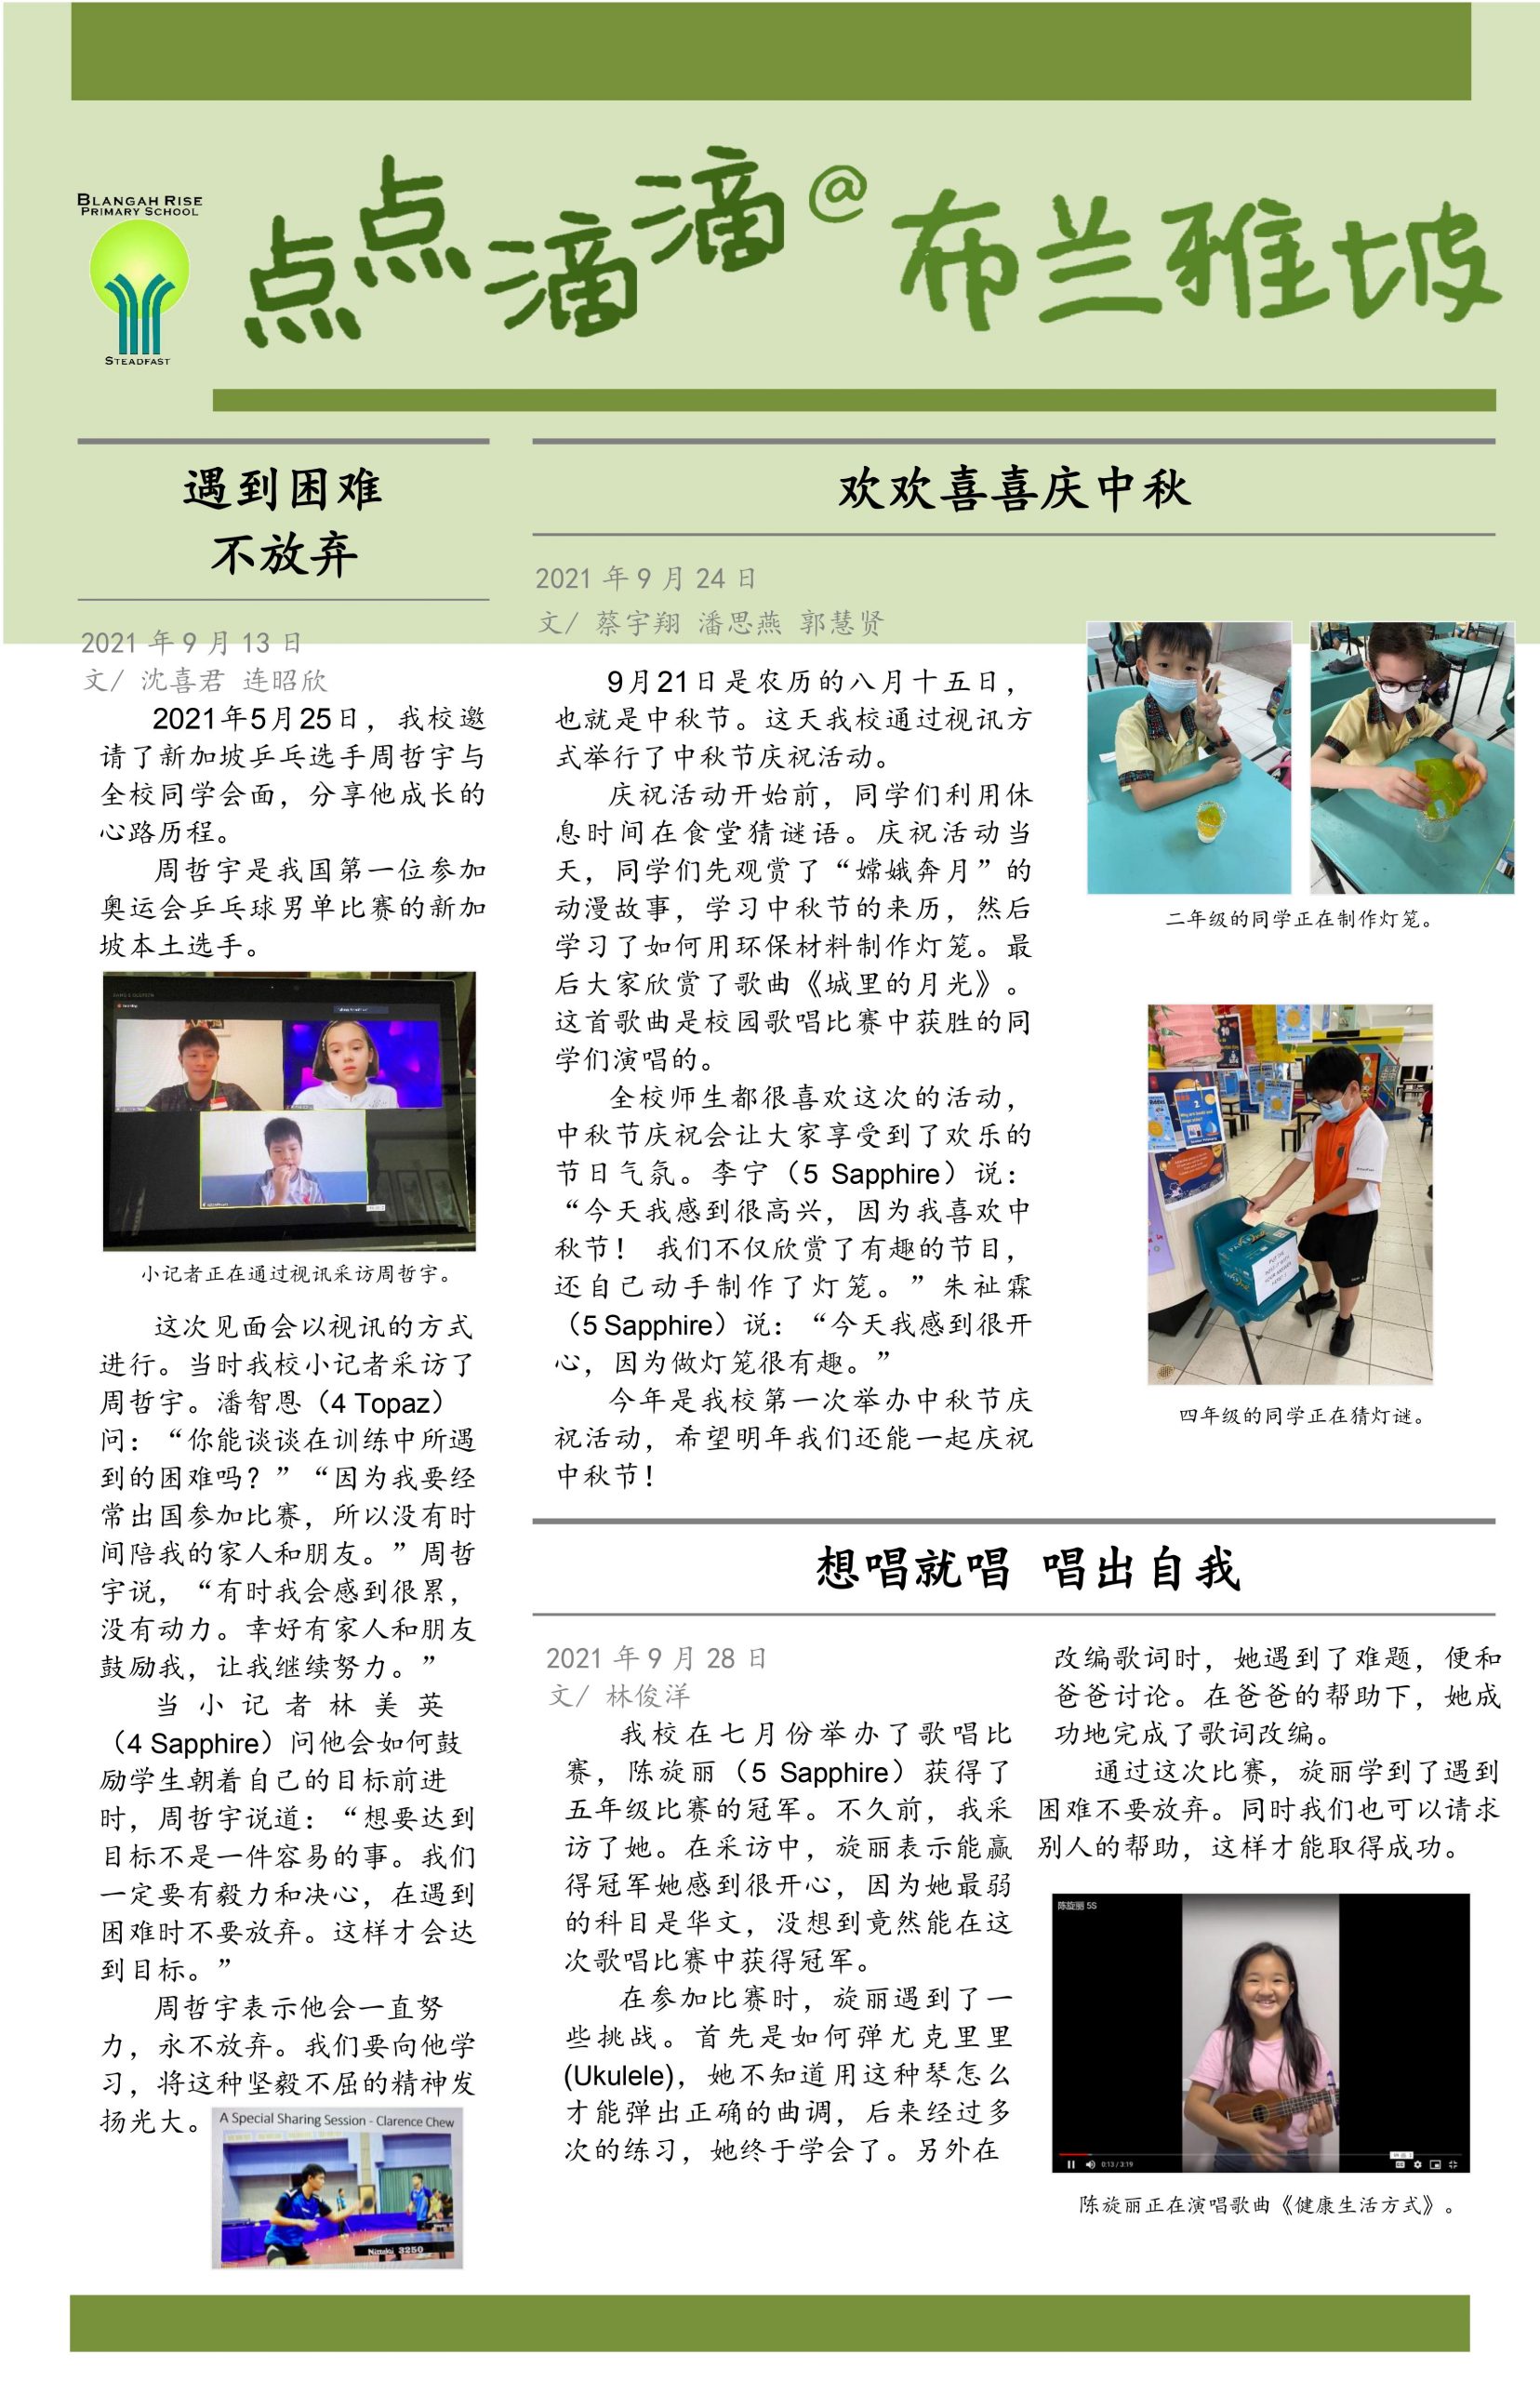 BLANGAH RISE
PRIMARY SCHOOL
STEADFAST
点点滴滴@布兰雅坡
遇到困难
不放弃
2021 年 9 月 13 日
文/ 沈喜君 连昭欣
2021年5月25日，我校邀
请了新加坡乒乓选手周哲宇与
全校同学会面，分享他成长的
心路历程。
周哲宇是我国第一位参加
奥运会乒乓球男单比赛的新加
坡本土选手。
小记者正在通过视讯采访周哲宇。
这次见面会以视讯的方式
进行。当时我校小记者采访了
周哲宇。潘智恩（4 Topaz）
问：“你能谈谈在训练中所遇
到的困难吗？”“因为我要经
常出国参加比赛，所以没有时
间陪我的家人和朋友。”周哲
宇说，“有时我会感到很累，
没有动力。幸好有家人和朋友
鼓励我，让我继续努力。”
当小记者林美英
（4 Sapphire）问他会如何鼓
励学生朝着自己的目标前进
时，周哲宇说道：“想要达到
目标不是一件容易的事。我们
一定要有毅力和决心，在遇到
困难时不要放弃。这样才会达
到目标。”
周哲宇表示他会一直努
力，永不放弃。我们要向他学
习，将这种坚毅不屈的精神发
扬光大。
A Special Sharing Session - Clarence Chew
Nittaku 3250
欢欢喜喜庆中秋
2021 年 9 月 24 日
文/ 蔡宇翔 潘思燕 郭慧贤
9月21日是农历的八月十五日，
也就是中秋节。这天我校通过视讯方
式举行了中秋节庆祝活动。
庆祝活动开始前，同学们利用休
息时间在食堂猜谜语。庆祝活动当
天，同学们先观赏了“嫦娥奔月”的
动漫故事，学习中秋节的来历，然后
学习了如何用环保材料制作灯笼。最
后大家欣赏了歌曲《城里的月光》。
这首歌曲是校园歌唱比赛中获胜的同
学们演唱的。
全校师生都很喜欢这次的活动，
中秋节庆祝会让大家享受到了欢乐的
节日气氛。李宁（5 Sapphire）说：
“今天我感到很高兴，因为我喜欢中
秋节！ 我们不仅欣赏了有趣的节目，
还自己动手制作了灯笼。”朱祉霖
（5 Sapphire）说：“今天我感到很开
心，因为做灯笼很有趣。”
今年是我校第一次举办中秋节庆
祝活动，希望明年我们还能一起庆祝
中秋节！
二年级的同学正在制作灯笼。
四年级的同学正在猜灯谜。
想唱就唱 唱出自我
2021 年 9 月 28 日
文/ 林俊洋
我校在七月份举办了歌唱比
赛，陈旋丽（5 Sapphire）获得了
五年级比赛的冠军。不久前，我采
访了她。在采访中，旋丽表示能赢
得冠军她感到很开心，因为她最弱
的科目是华文，没想到竟然能在这
次歌唱比赛中获得冠军。
在参加比赛时，旋丽遇到了一
些挑战。首先是如何弹尤克里里
(Ukulele)，她不知道用这种琴怎么
才能弹出正确的曲调，后来经过多
次的练习，她终于学会了。另外在
改编歌词时，她遇到了难题，便和
爸爸讨论。在爸爸的帮助下，她成
功地完成了歌词改编。
通过这次比赛，旋丽学到了遇到
困难不要放弃。同时我们也可以请求
别人的帮助，这样才能取得成功。
陈旋丽 5S
0:13 / 3:19
陈旋丽正在演唱歌曲《健康生活方式》。